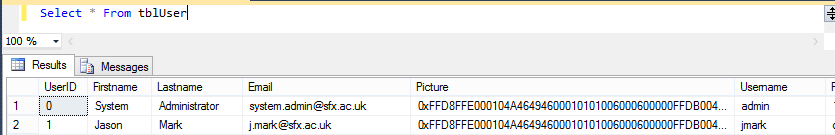 Select * From tblUser
100 %
Results Messages
UserID Firstname Lastname Email Picture Username
1 0 System Administrator system.admin@sfx.ac.uk 0xFFD8FFE000104A46494600010101006000600000FFDB004... admin
2 1 Jason Mark j.mark@sfx.ac.uk 0xFFD8FFE000104A46494600010101006000600000FFDB004... jmark